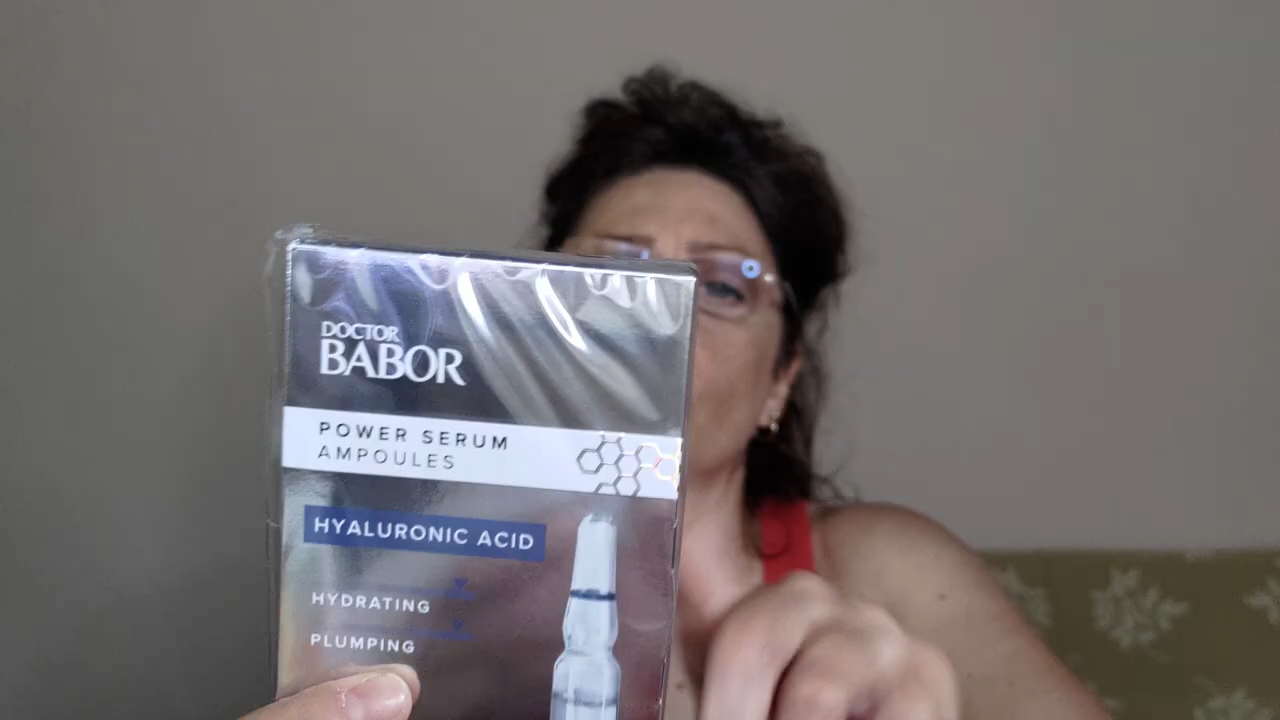 DOCTOR
BABOR
POWER SERUM
AMPOULES
HYALURONIC ACID
HYDRATING
PLUMPING